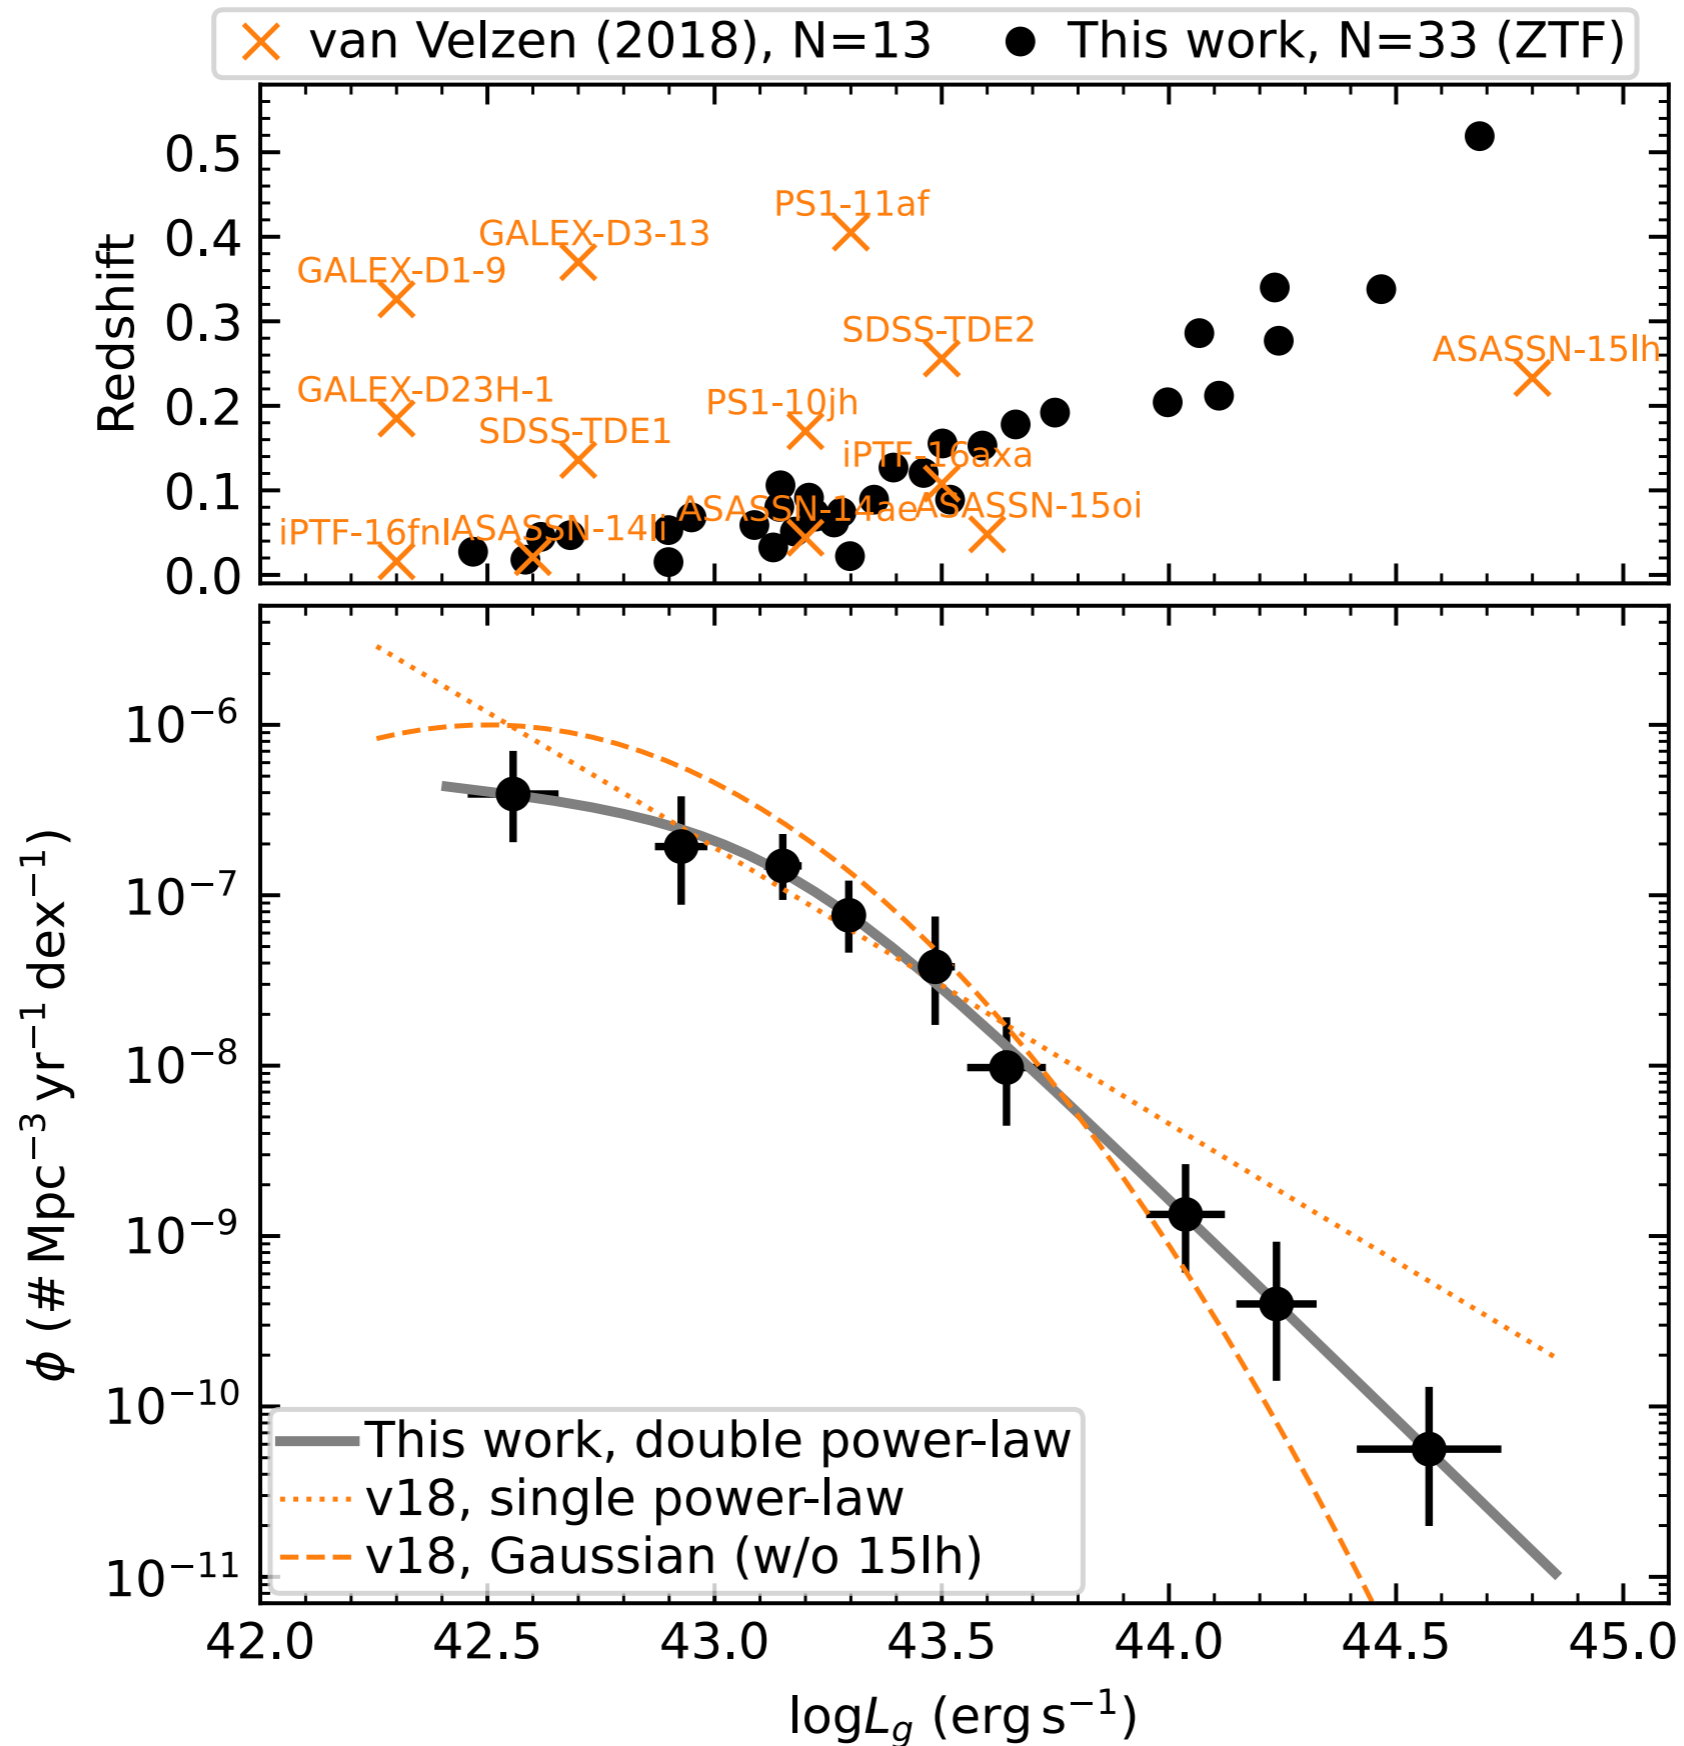 van Velzen (2018), N=13
This work, N=33 (ZTF)
Redshift
0.5
0.4
0.3
0.2
0.1
0.0
PS1-11af
GALEX-D3-13
GALEX-D1-9
SDSS-TDE2
ASASSN-15lh
GALEX-D23H-1
PS1-10jh
SDSS-TDE1
iPTF-16axa
ASASSN-14ae
ASASSN-15oi
iPTF-16fnl
ASASSN-14li
ϕ (# Mpc⁻³ yr⁻¹ dex⁻¹)
10⁻⁶
10⁻⁷
10⁻⁸
10⁻⁹
10⁻¹⁰
10⁻¹¹
This work, double power-law
v18, single power-law
v18, Gaussian (w/o 15lh)
42.0 42.5 43.0 43.5 44.0 44.5 45.0
logL_g (erg s⁻¹)